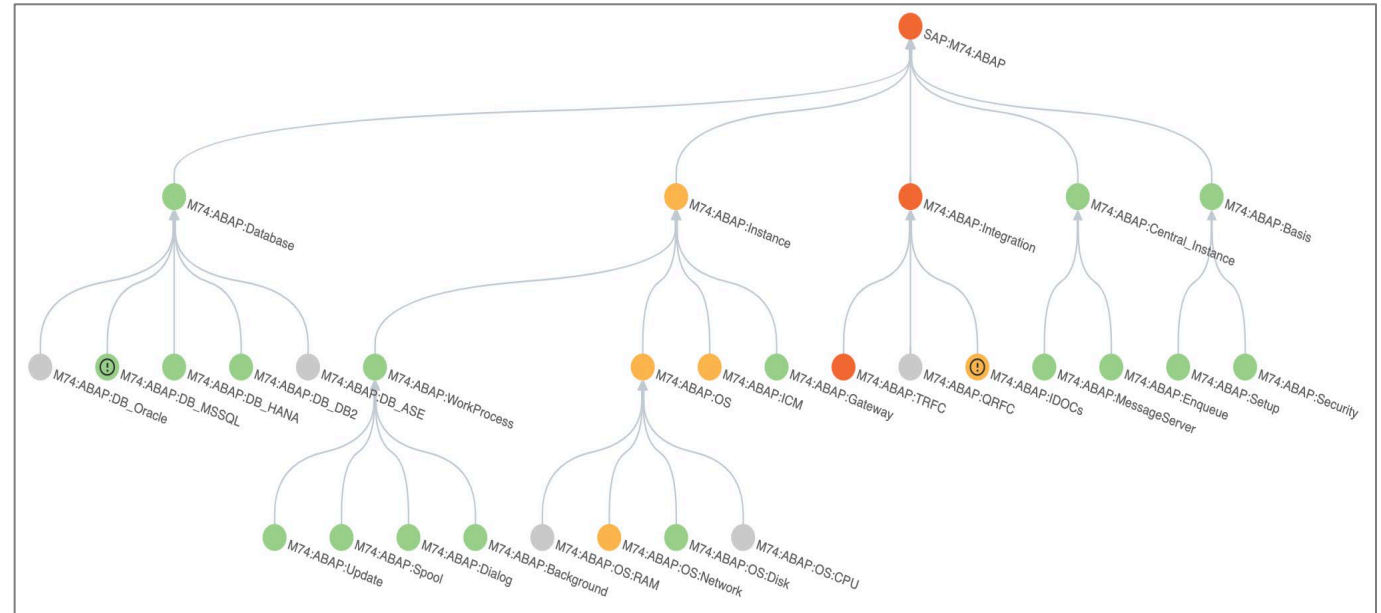 SAP:M74:ABAP
M74:ABAP:Database
M74:ABAP:Instance
M74:ABAP:Integration
M74:ABAP:Central_Instance
M74:ABAP:Basis
M74:ABAP:DB_Oracle
M74:ABAP:DB_MSSQL
M74:ABAP:DB_HANA
M74:ABAP:DB_DB2
M74:ABAP:DB_ASE
M74:ABAP:WorkProcess
M74:ABAP:OS
M74:ABAP:ICM
M74:ABAP:Gateway
M74:ABAP:TRFC
M74:ABAP:QRFC
M74:ABAP:IDOCs
M74:ABAP:MessageServer
M74:ABAP:Enqueue
M74:ABAP:Setup
M74:ABAP:Security
M74:ABAP:Update
M74:ABAP:Spool
M74:ABAP:Dialog
M74:ABAP:Background
M74:ABAP:OS:RAM
M74:ABAP:OS:Network
M74:ABAP:OS:Disk
M74:ABAP:OS:CPU